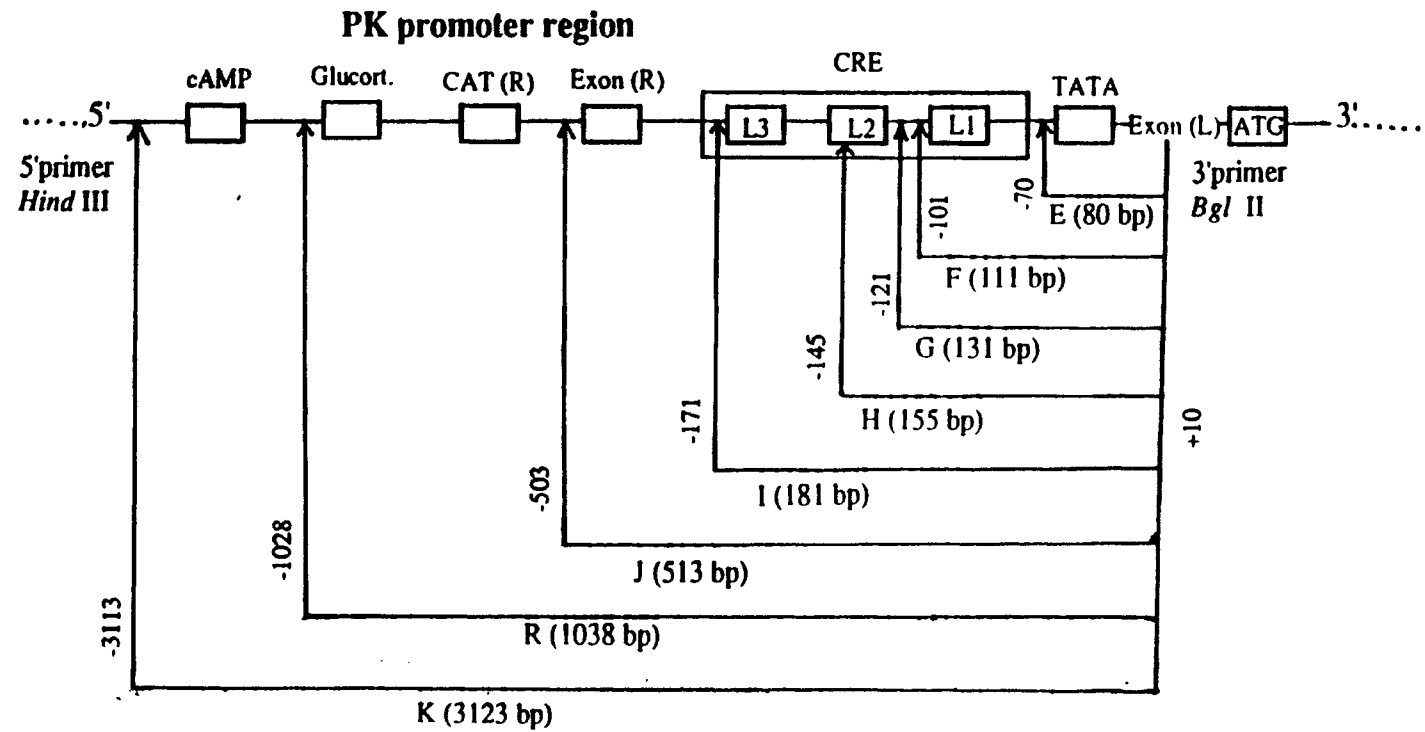 PK promoter region
CRE
cAMP
Glucort.
CAT (R)
Exon (R)
TATA
.....,5'
L3
L2
L1
Exon (L)
ATG
3'......
5'primer
Hind III
3'primer
Bgl II
-70
E (80 bp)
-101
F (111 bp)
-121
G (131 bp)
-145
H (155 bp)
-171
+10
I (181 bp)
-503
J (513 bp)
-1028
R (1038 bp)
-3113
K (3123 bp)